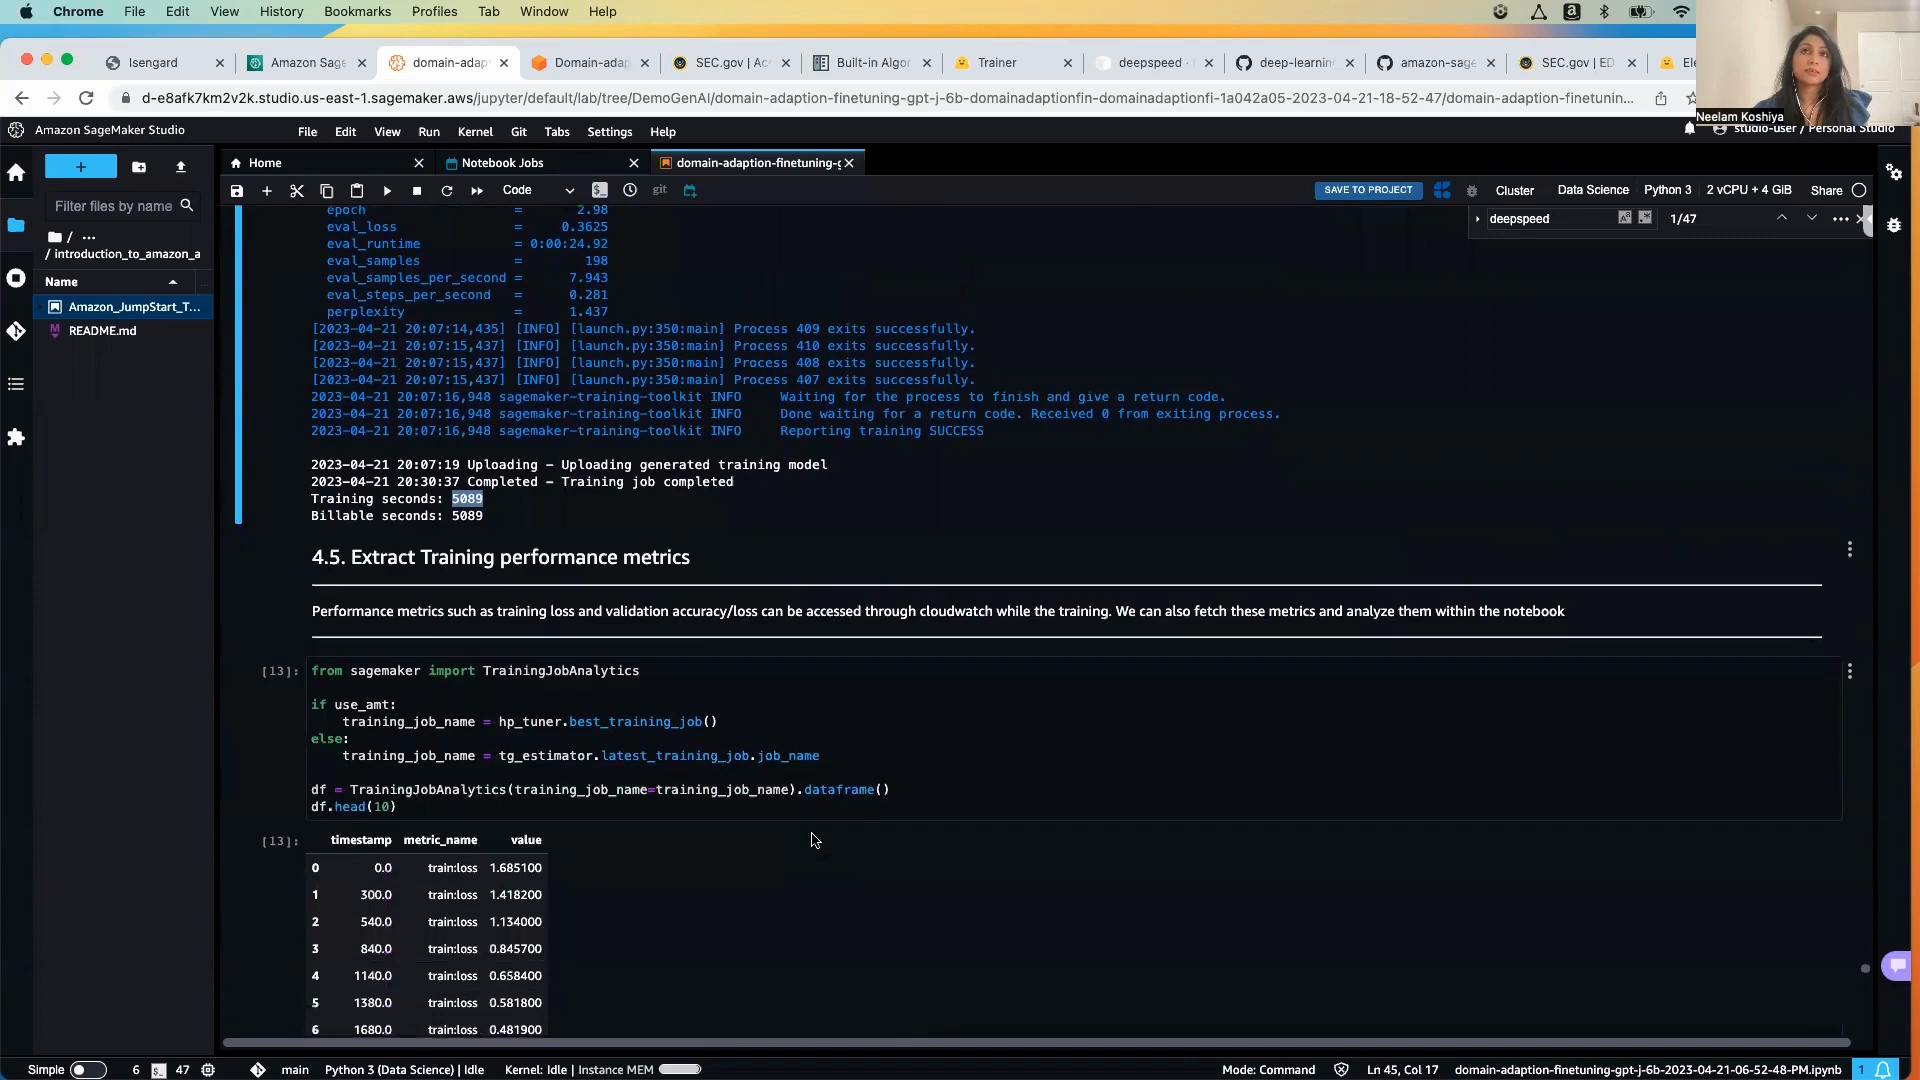 Chrome File Edit View History Bookmarks Profiles Tab Window Help
Isengard
Amazon Sage
domain-adap
Domain-adap
SEC.gov | Ac
Built-in Algor
Trainer
deepspeed · T
deep-learnin
amazon-sage
SEC.gov | ED
Ele
d-e8afk7km2v2k.studio.us-east-1.sagemaker.aws/jupyter/default/lab/tree/DemoGenAI/domain-adaption-finetuning-gpt-j-6b-domainadaptionfin-domainadaptionfi-1a042a05-2023-04-21-18-52-47/domain-adaption-finetunin...
Neelam Koshiya
Amazon SageMaker Studio File Edit View Run Kernel Git Tabs Settings Help
studio-user / Personal Studio
Home
Notebook Jobs
domain-adaption-finetuning-g
Filter files by name
/ ...
/ introduction_to_amazon_a
Name
Amazon_JumpStart_T...
README.md
Code
git
SAVE TO PROJECT
Cluster Data Science Python 3 2 vCPU + 4 GiB Share
deepspeed 1/47
epoch = 2.98
eval_loss = 0.3625
eval_runtime = 0:00:24.92
eval_samples = 198
eval_samples_per_second = 7.943
eval_steps_per_second = 0.281
perplexity = 1.437
[2023-04-21 20:07:14,435] [INFO] [launch.py:350:main] Process 409 exits successfully.
[2023-04-21 20:07:15,437] [INFO] [launch.py:350:main] Process 410 exits successfully.
[2023-04-21 20:07:15,437] [INFO] [launch.py:350:main] Process 408 exits successfully.
[2023-04-21 20:07:15,437] [INFO] [launch.py:350:main] Process 407 exits successfully.
2023-04-21 20:07:16,948 sagemaker-training-toolkit INFO Waiting for the process to finish and give a return code.
2023-04-21 20:07:16,948 sagemaker-training-toolkit INFO Done waiting for a return code. Received 0 from exiting process.
2023-04-21 20:07:16,948 sagemaker-training-toolkit INFO Reporting training SUCCESS
2023-04-21 20:07:19 Uploading - Uploading generated training model
2023-04-21 20:30:37 Completed - Training job completed
Training seconds: 5089
Billable seconds: 5089
4.5. Extract Training performance metrics
Performance metrics such as training loss and validation accuracy/loss can be accessed through cloudwatch while the training. We can also fetch these metrics and analyze them within the notebook
[13]: from sagemaker import TrainingJobAnalytics
if use_amt:
training_job_name = hp_tuner.best_training_job()
else:
training_job_name = tg_estimator.latest_training_job.job_name
df = TrainingJobAnalytics(training_job_name=training_job_name).dataframe()
df.head(10)
[13]: timestamp metric_name value
0 0.0 train:loss 1.685100
1 300.0 train:loss 1.418200
2 540.0 train:loss 1.134000
3 840.0 train:loss 0.845700
4 1140.0 train:loss 0.658400
5 1380.0 train:loss 0.581800
6 1680.0 train:loss 0.481900
Simple 6 47 main Python 3 (Data Science) | Idle Kernel: Idle | Instance MEM Mode: Command Ln 45, Col 17 domain-adaption-finetuning-gpt-j-6b-2023-04-21-06-52-48-PM.ipynb 1